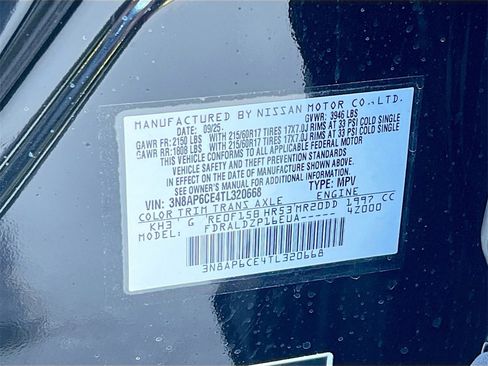 MANUFACTURED BY NISSAN MOTOR CO.,LTD.
DATE: 09/25 GVWR: 3946 LBS
GAWR FR: 2150 LBS WITH 215/60R17 TIRES 17X7.0J RIMS AT 33 PSI COLD SINGLE
GAWR RR: 1808 LBS WITH 215/60R17 TIRES 17X7.0J RIMS AT 33 PSI COLD SINGLE
THIS VEHICLE CONFORMS TO ALL APPLICABLE FEDERAL MOTOR
VEHICLE SAFETY AND THEFT PREVENTION STANDARDS
IN EFFECT ON THE DATE OF MANUFACTURE SHOWN ABOVE.
SEE OWNER'S MANUAL FOR ADDITIONAL INFORMATION.
VIN: 3N8AP6CE4TL320668 TYPE: MPV
COLOR TRIM TRANS AXLE ENGINE
KH3 G RE0F15B HR53 MR20DD 1997 CC
MODEL: FDRALDZP16EUA----- 42000
3N8AP6CE4TL320668